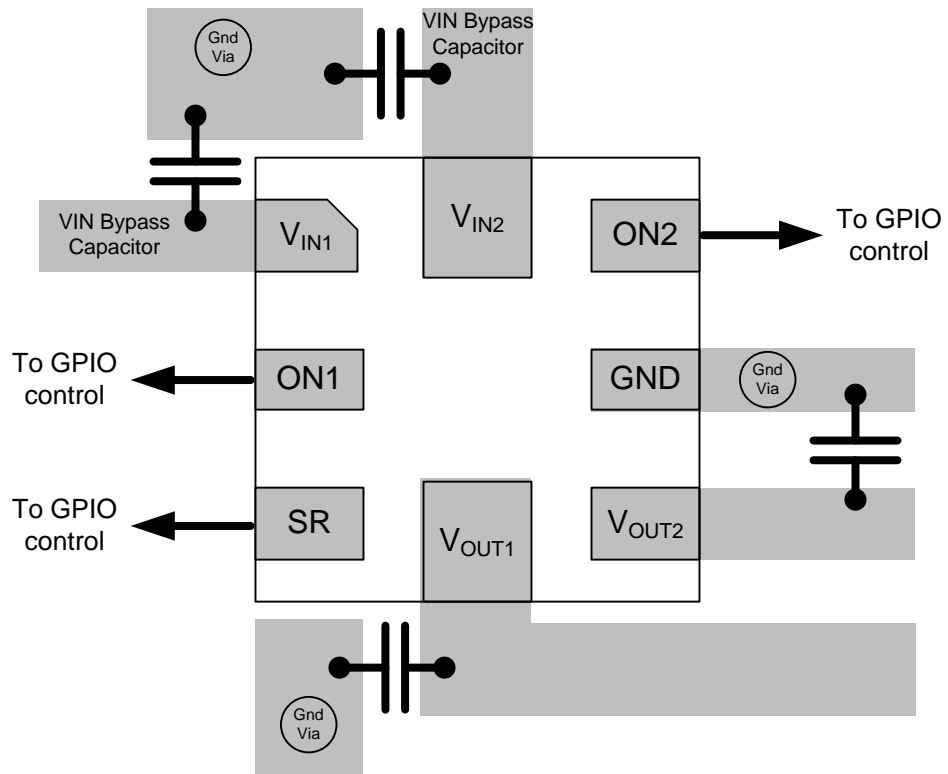 Gnd
Via
VIN Bypass
Capacitor
VIN Bypass
Capacitor
VIN1
VIN2
ON2
To GPIO
control
To GPIO
control
ON1
GND
Gnd
Via
To GPIO
control
SR
VOUT1
VOUT2
Gnd
Via